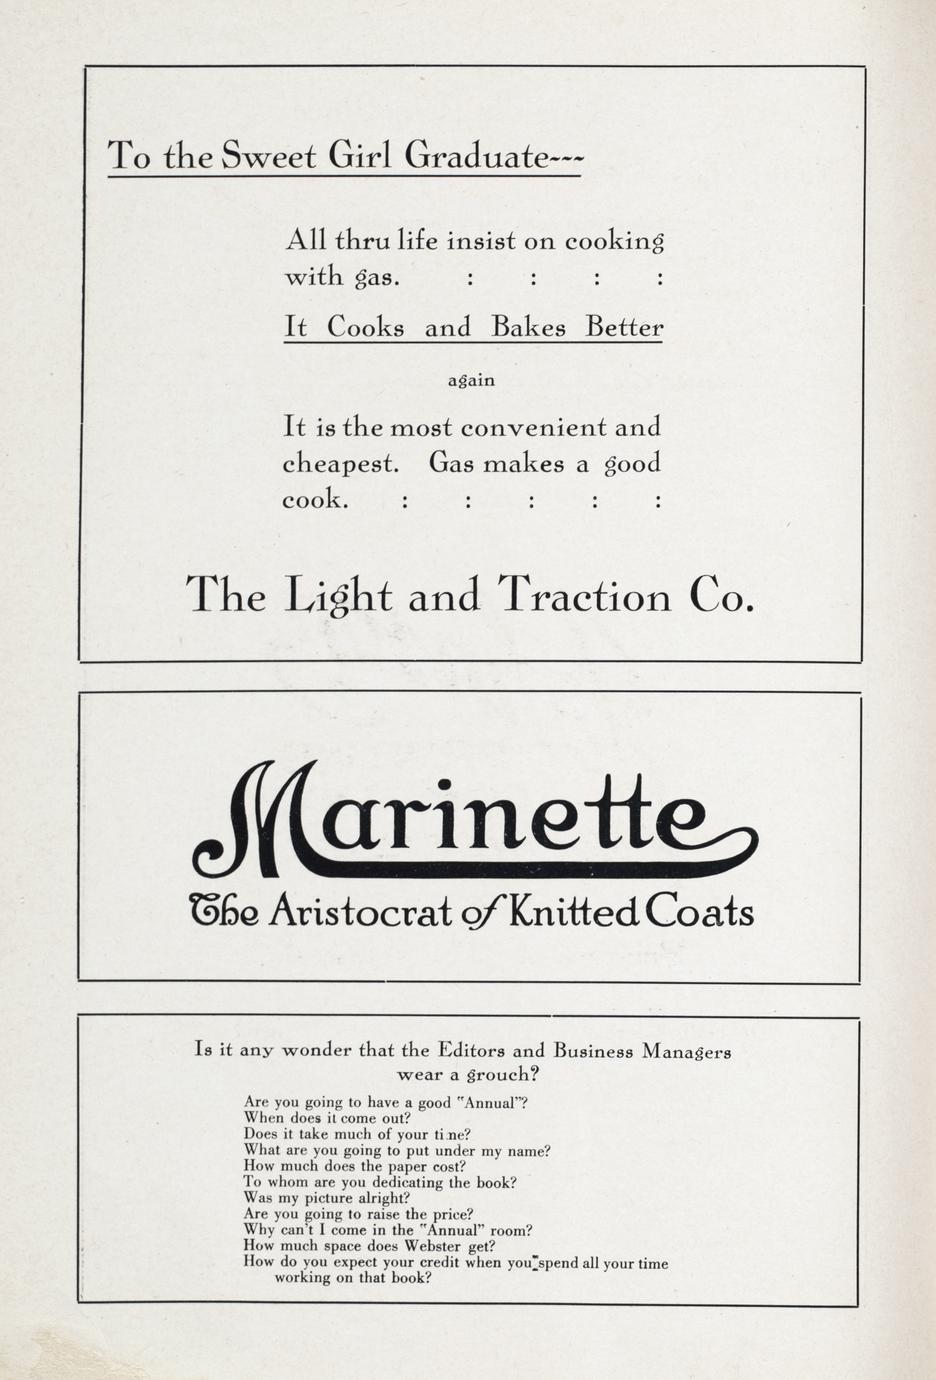 To the Sweet Girl Graduate---
All thru life insist on cooking
with gas. : : : :
It Cooks and Bakes Better
again
It is the most convenient and
cheapest. Gas makes a good
cook. : : : : :
The Light and Traction Co.
Marinette
The Aristocrat of Knitted Coats
Is it any wonder that the Editors and Business Managers
wear a grouch?
Are you going to have a good "Annual"?
When does it come out?
Does it take much of your time?
What are you going to put under my name?
How much does the paper cost?
To whom are you dedicating the book?
Was my picture alright?
Are you going to raise the price?
Why can't I come in the "Annual" room?
How much space does Webster get?
How do you expect your credit when you spend all your time
working on that book?